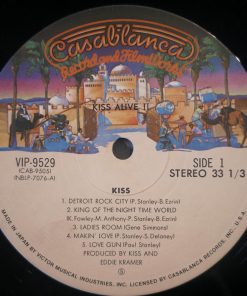 Casablanca
Record and FilmWorks
KISS ALIVE II
VIP-9529
(CAB-9505)
(NBLP-7076-A)
SIDE 1
STEREO 33 1/3
KISS
1. DETROIT ROCK CITY (P. Stanley-B. Ezrin)
2. KING OF THE NIGHT TIME WORLD
(K. Fowley-M. Anthony-P. Stanley-B. Ezrin)
3. LADIES ROOM (Gene Simmons)
4. MAKIN' LOVE (P. Stanley-S. Delaney)
5. LOVE GUN (Paul Stanley)
PRODUCED BY KISS AND
EDDIE KRAMER
MADE IN JAPAN BY VICTOR MUSICAL INDUSTRIES, INC. LICENSED BY CASABLANCA RECORDS, INC. U.S.A.